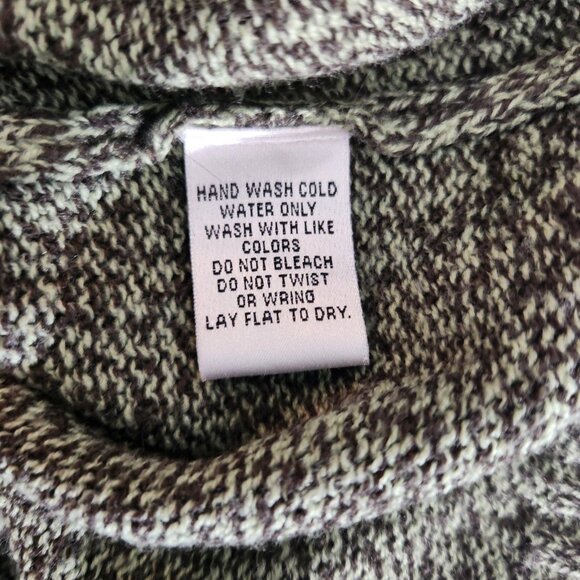 HAND WASH COLD
WATER ONLY
WASH WITH LIKE
COLORS
DO NOT BLEACH
DO NOT TWIST
OR WRING
LAY FLAT TO DRY.